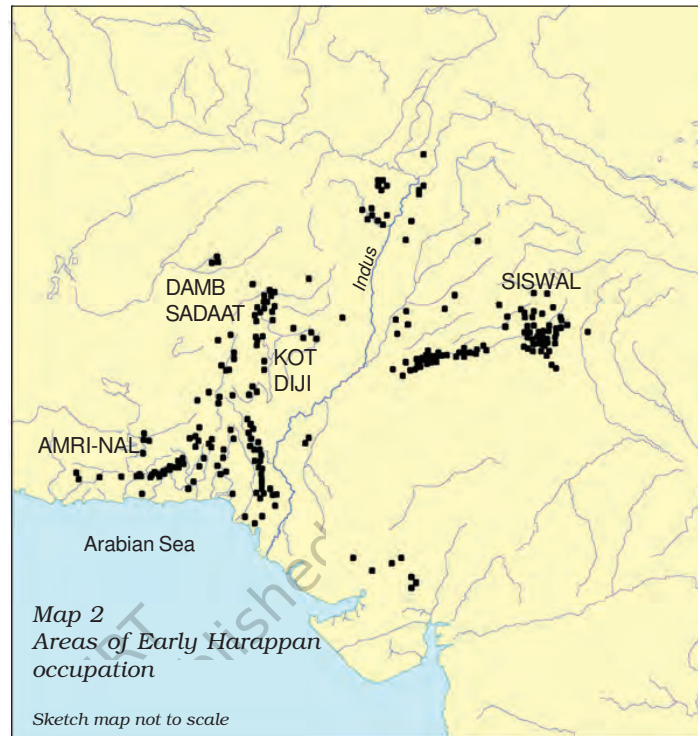 Indus
SISWAL
DAMB
SADAAT
KOT
DIJI
AMRI-NAL
Arabian Sea
Map 2
Areas of Early Harappan
occupation
Sketch map not to scale